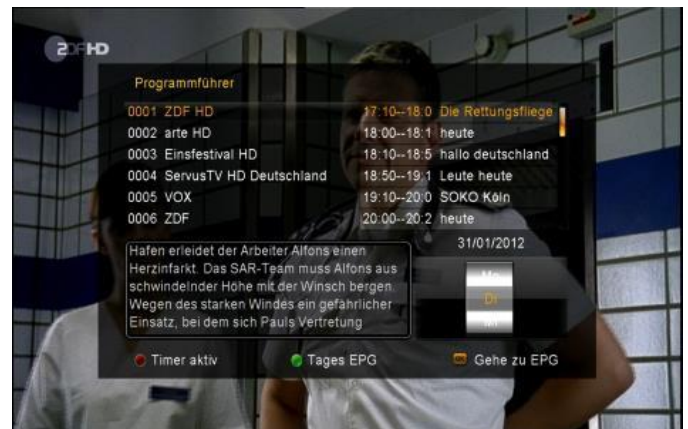 ZDF HD
Programmführer
0001 ZDF HD 17:10--18:0 Die Rettungsfliege
0002 arte HD 18:00--18:1 heute
0003 Einsfestival HD 18:10--18:5 hallo deutschland
0004 ServusTV HD Deutschland 18:50--19:1 Leute heute
0005 VOX 19:10--20:0 SOKO Köln
0006 ZDF 20:00--20:2 heute
Hafen erleidet der Arbeiter Alfons einen
Herzinfarkt. Das SAR-Team muss Alfons aus
schwindelnder Höhe mit der Winsch bergen.
Wegen des starken Windes ein gefährlicher
Einsatz, bei dem sich Pauls Vertretung
31/01/2012
Mo
Di
Mi
Timer aktiv Tages EPG OK Gehe zu EPG